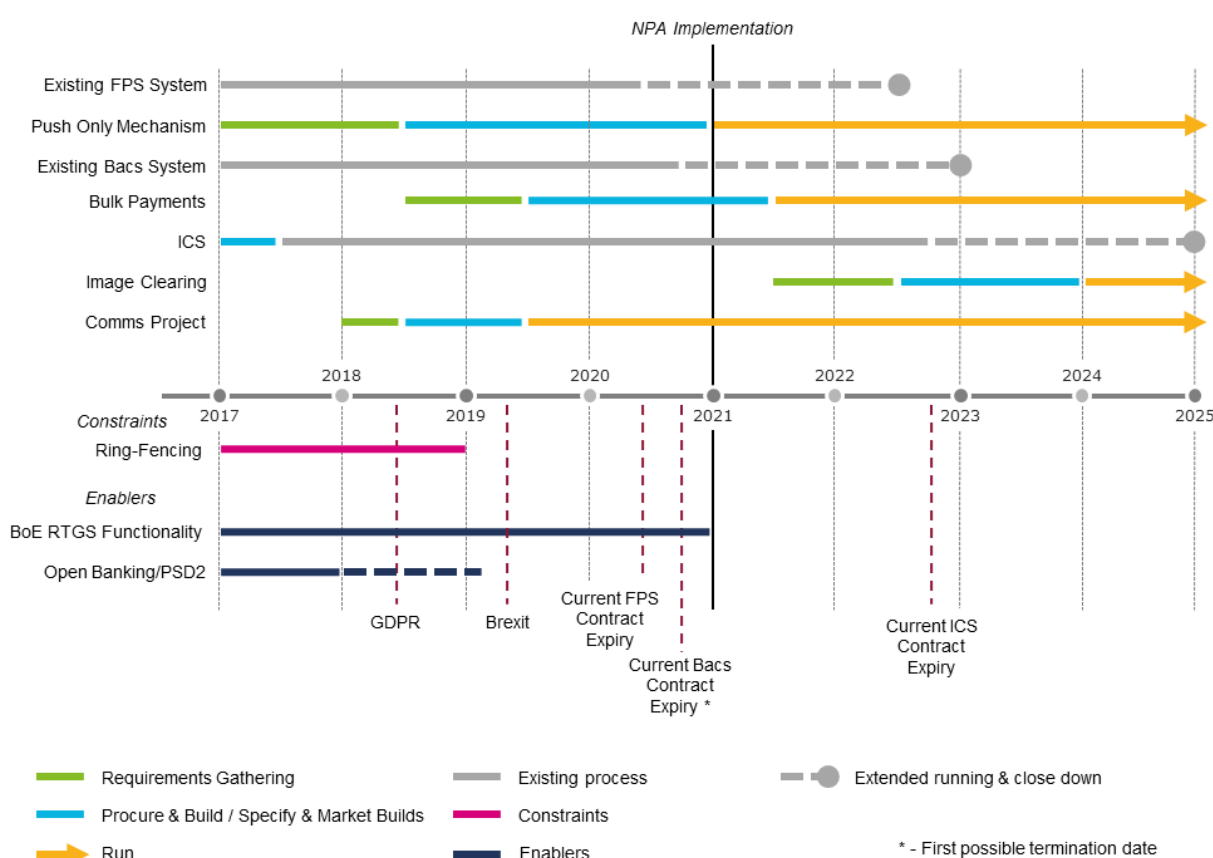 NPA Implementation
Existing FPS System
Push Only Mechanism
Existing Bacs System
Bulk Payments
ICS
Image Clearing
Comms Project
2018
2020
2022
2024
2017
2019
2021
2023
2025
Constraints
Ring-Fencing
Enablers
BoE RTGS Functionality
Open Banking/PSD2
GDPR
Brexit
Current FPS
Contract
Expiry
Current Bacs
Contract
Expiry *
Current ICS
Contract
Expiry
Requirements Gathering
Existing process
Extended running & close down
Procure & Build / Specify & Market Builds
Constraints
Run
Enablers
* - First possible termination date